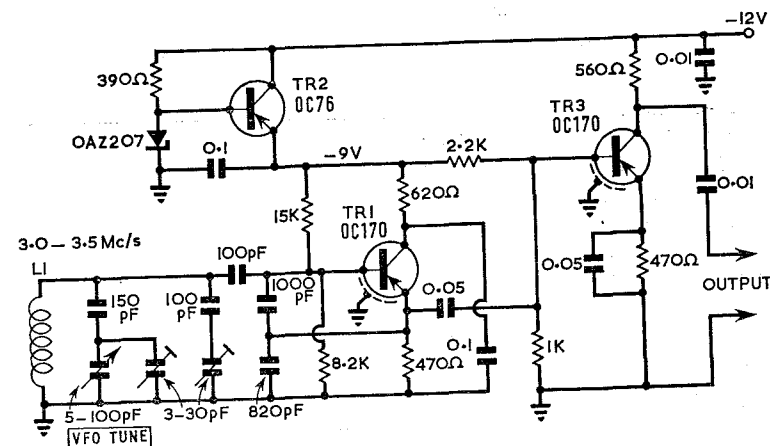 −12V
390Ω
TR2
OC76
560Ω
0·01
TR3
OC170
OAZ207
0·1
−9V
2·2K
620Ω
0·01
15K
TR1
OC170
3·0–3·5Mc/s
L1
100pF
150
pF
100
pF
1000
pF
0·05
0·05
470Ω
OUTPUT
8·2K
470Ω
0·1
1K
5–100pF
3–30pF
820pF
VFO TUNE